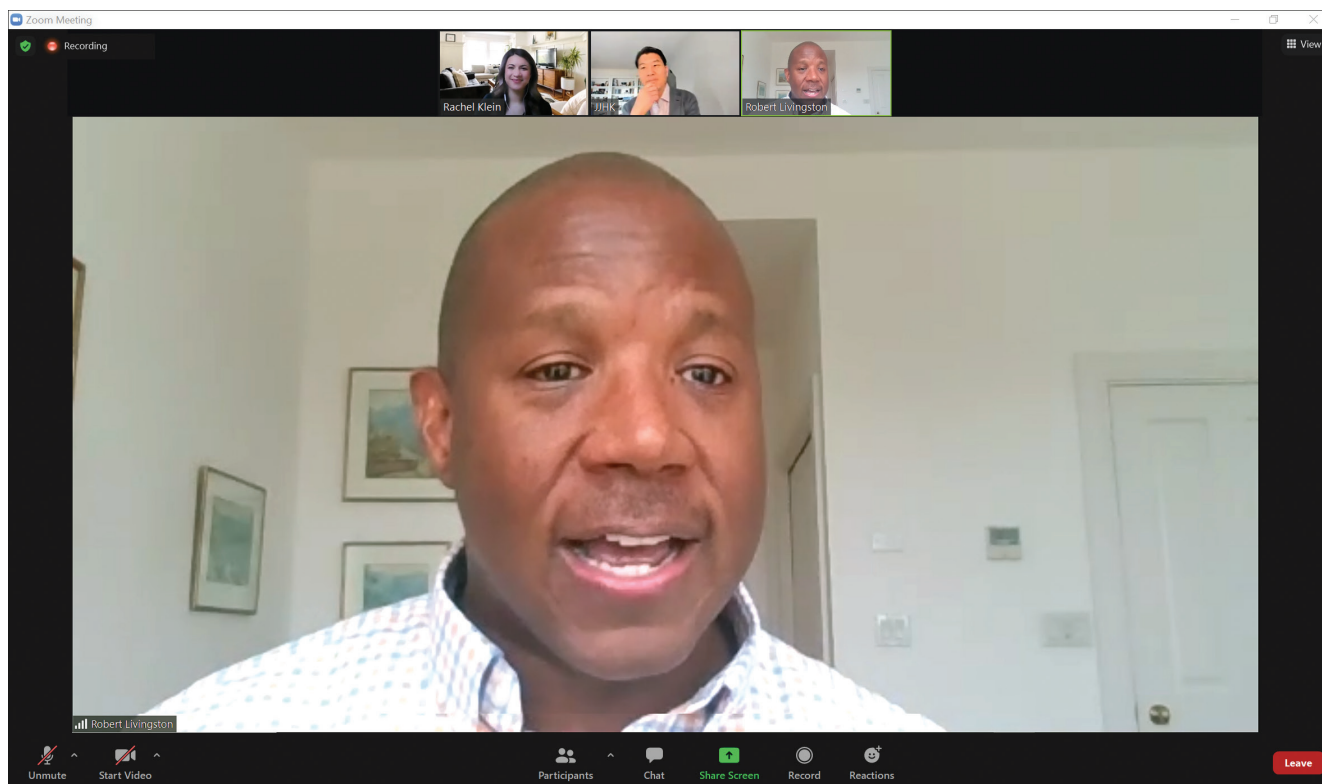 Zoom Meeting
Recording
View
Rachel Klein
JJHK
Robert Livingston
Robert Livingston
Unmute
Start Video
Participants
Chat
Share Screen
Record
Reactions
Leave